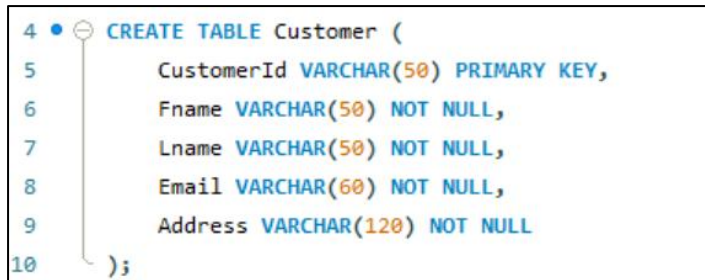 4 CREATE TABLE Customer (
5 CustomerId VARCHAR(50) PRIMARY KEY,
6 Fname VARCHAR(50) NOT NULL,
7 Lname VARCHAR(50) NOT NULL,
8 Email VARCHAR(60) NOT NULL,
9 Address VARCHAR(120) NOT NULL
10 );